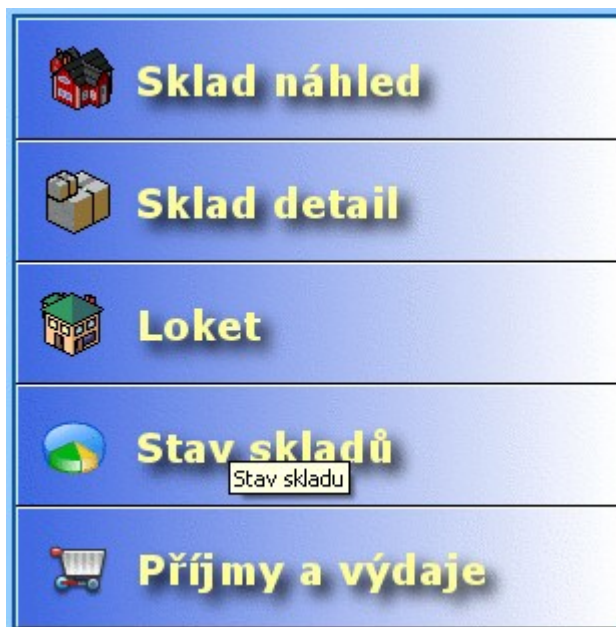 Sklad náhled
Sklad detail
Loket
Stav skladů
Stav skladu
Příjmy a výdaje